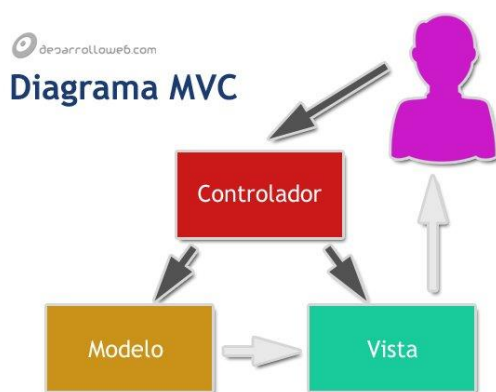 desarrolloweb.com
Diagrama MVC
Controlador
Modelo
Vista